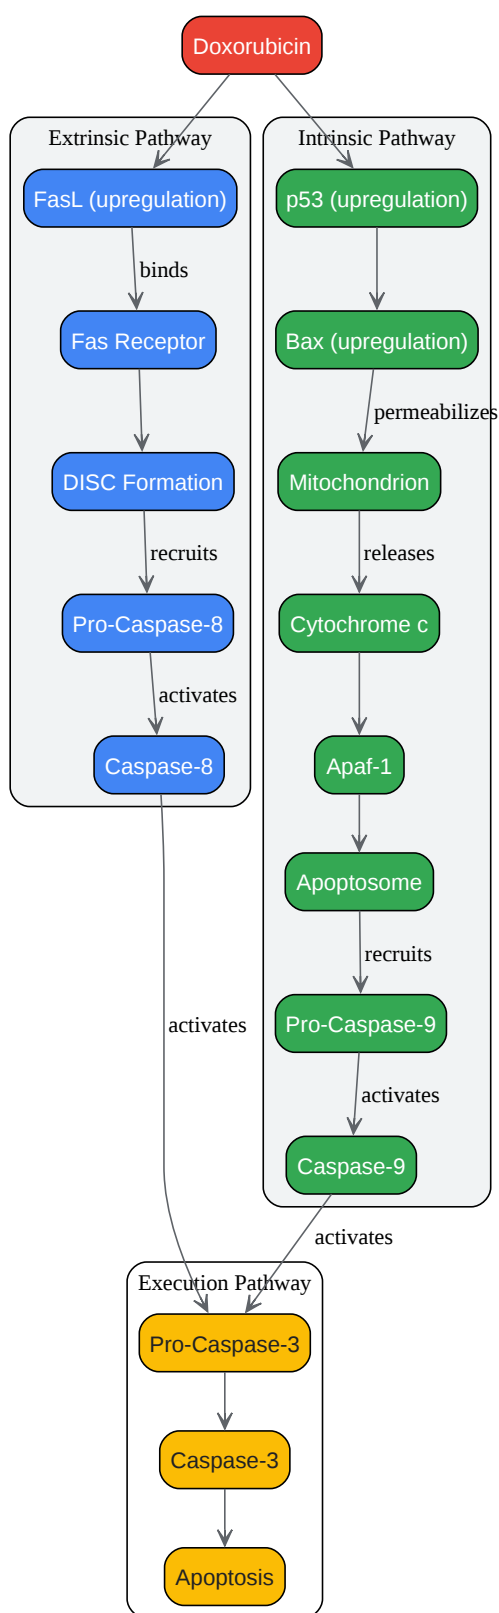 Doxorubicin
Extrinsic Pathway
FasL (upregulation)
binds
Fas Receptor
DISC Formation
recruits
Pro-Caspase-8
activates
Caspase-8
activates
Intrinsic Pathway
p53 (upregulation)
Bax (upregulation)
permeabilizes
Mitochondrion
releases
Cytochrome c
Apaf-1
Apoptosome
recruits
Pro-Caspase-9
activates
Caspase-9
activates
Execution Pathway
Pro-Caspase-3
Caspase-3
Apoptosis